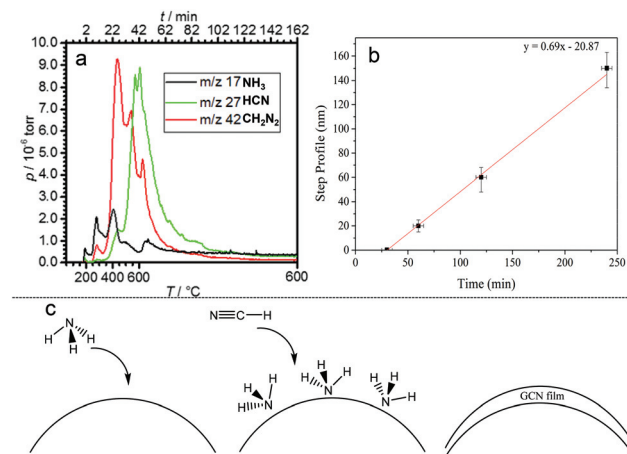 t / min
2 22 42 62 82 102 122 142 162
10.0
9.0
8.0
7.0
6.0
5.0
4.0
3.0
2.0
1.0
0.0
p / 10⁻⁶ torr
a
m/z 17 NH₃
m/z 27 HCN
m/z 42 CH₂N₂
200 400 600 600
T / °C
b
y = 0.69x - 20.87
160
140
120
100
80
60
40
20
0
Step Profile (nm)
0 50 100 150 200 250
Time (min)
c
H N H
H
N C H
H
H N H
H
H N H
H
H N H
GCN film